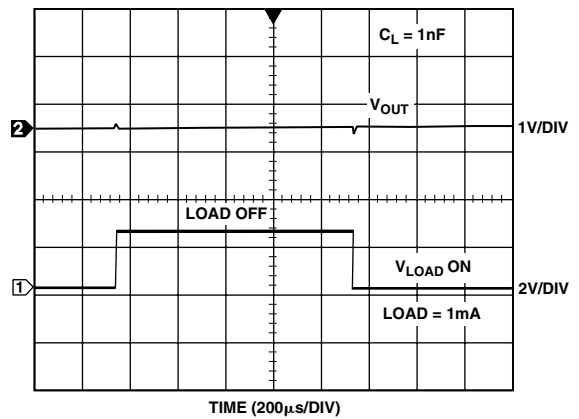 C_L = 1nF
V_OUT
2
1V/DIV
LOAD OFF
V_LOAD ON
1
2V/DIV
LOAD = 1mA
TIME (200μs/DIV)